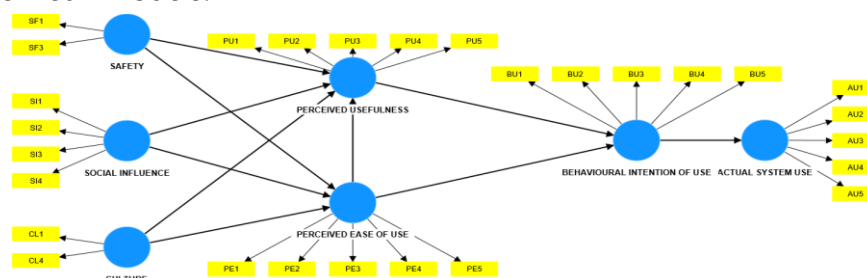 SF1
SF3
SAFETY
PU1 PU2 PU3 PU4 PU5
PERCEIVED USEFULNESS
SI1
SI2
SI3
SI4
SOCIAL INFLUENCE
BU1 BU2 BU3 BU4 BU5
BEHAVIOURAL INTENTION OF USE
AU1
AU2
AU3
AU4
AU5
ACTUAL SYSTEM USE
CL1
CL4
PERCEIVED EASE OF USE
PE1 PE2 PE3 PE4 PE5